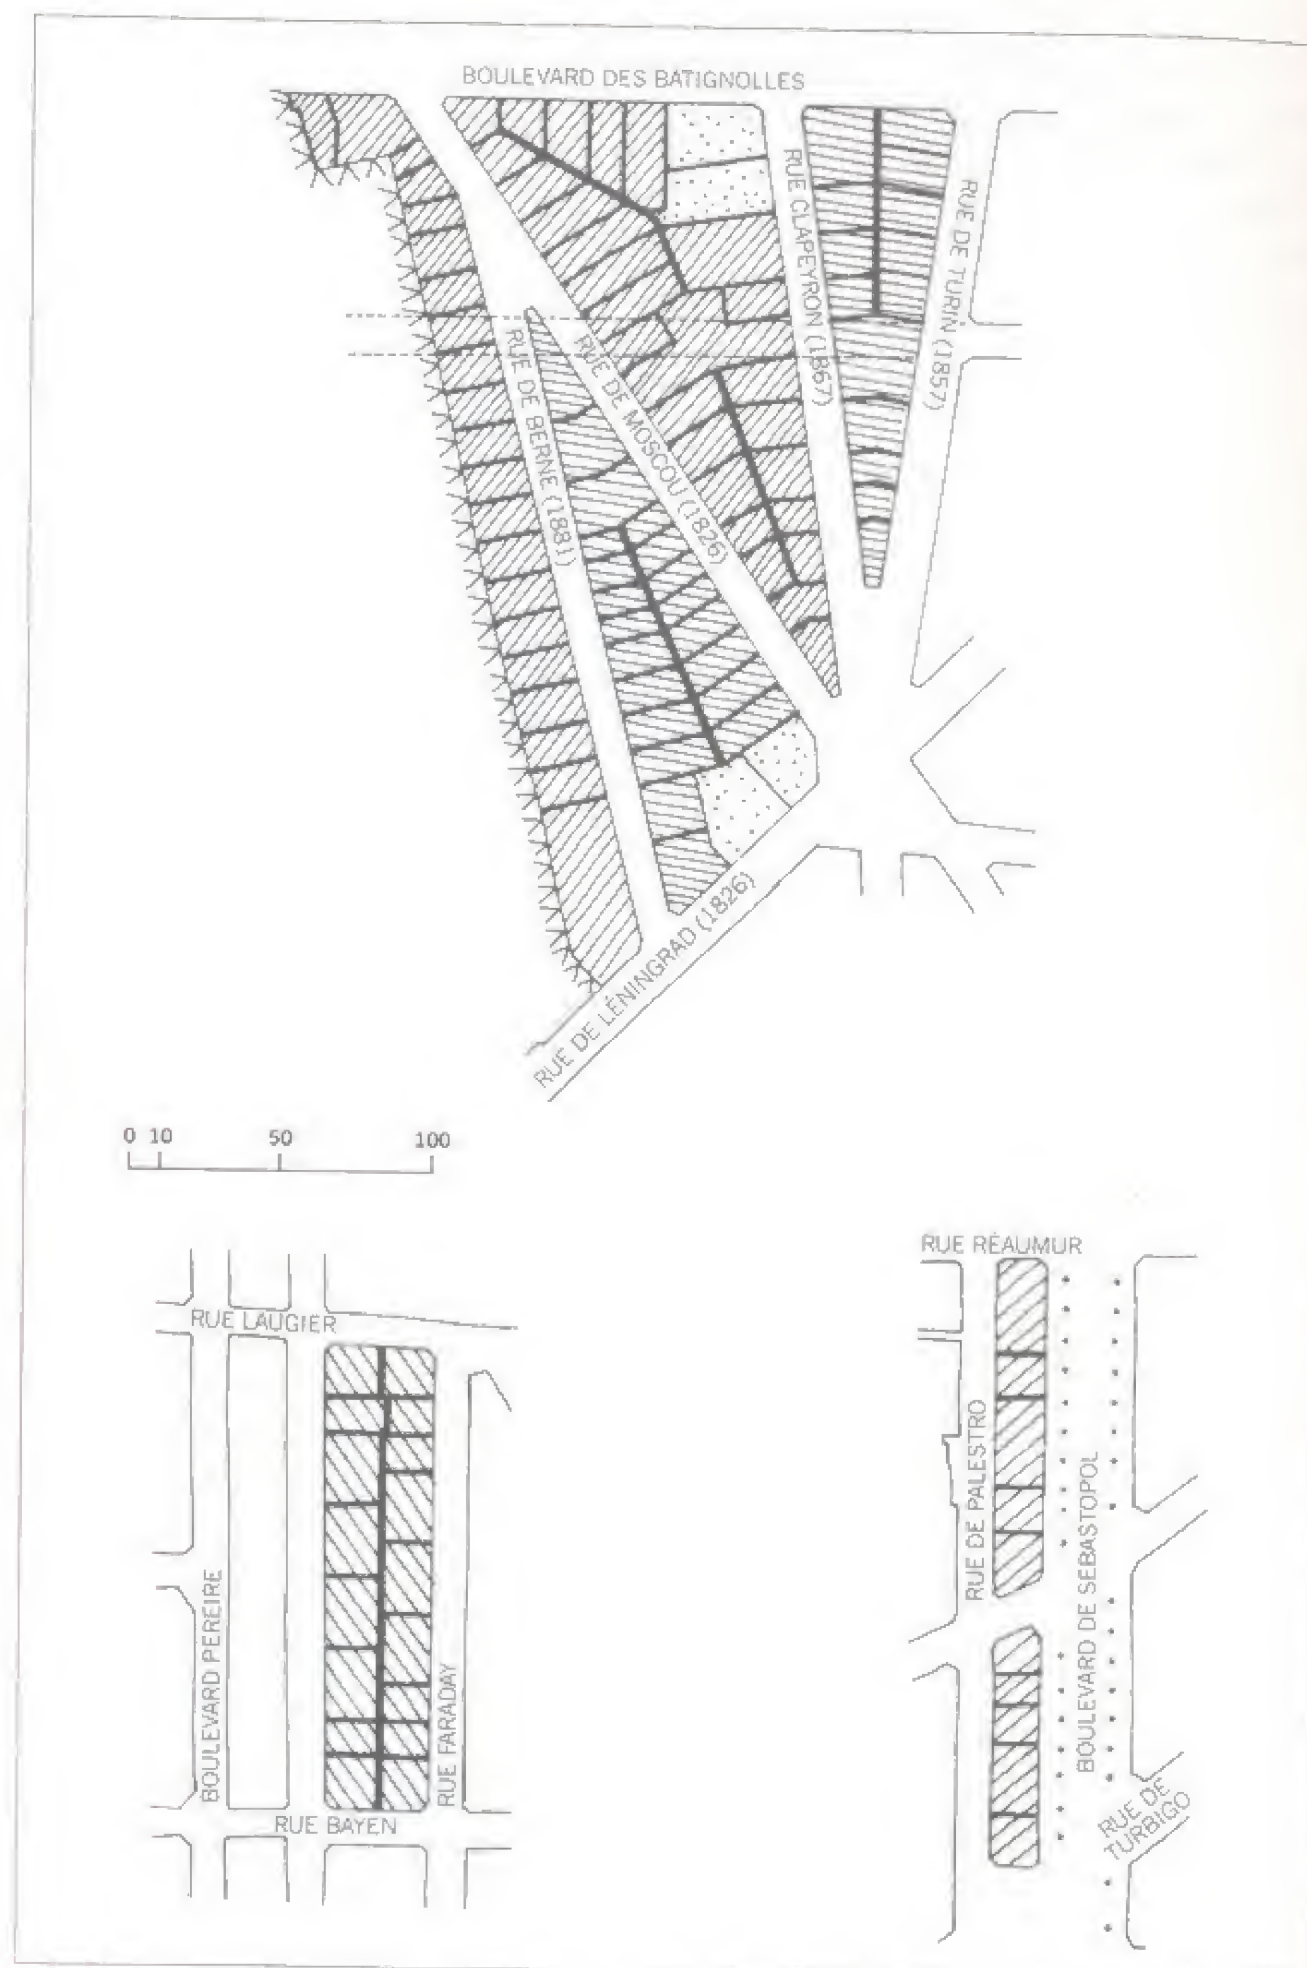 BOULEVARD DES BATIGNOLLES
RUE CLAPEYRON (1867)
RUE DE TURIN (1857)
RUE DE BERNE (1881)
RUE DE MOSCOU (1826)
RUE DE LÉNINGRAD (1826)
0 10 50 100
RUE LAUGIER
BOULEVARD PEREIRE
RUE FARADAY
RUE BAYEN
RUE RÉAUMUR
RUE DE PALESTRO
BOULEVARD DE SEBASTOPOL
RUE DE
TURBIGO